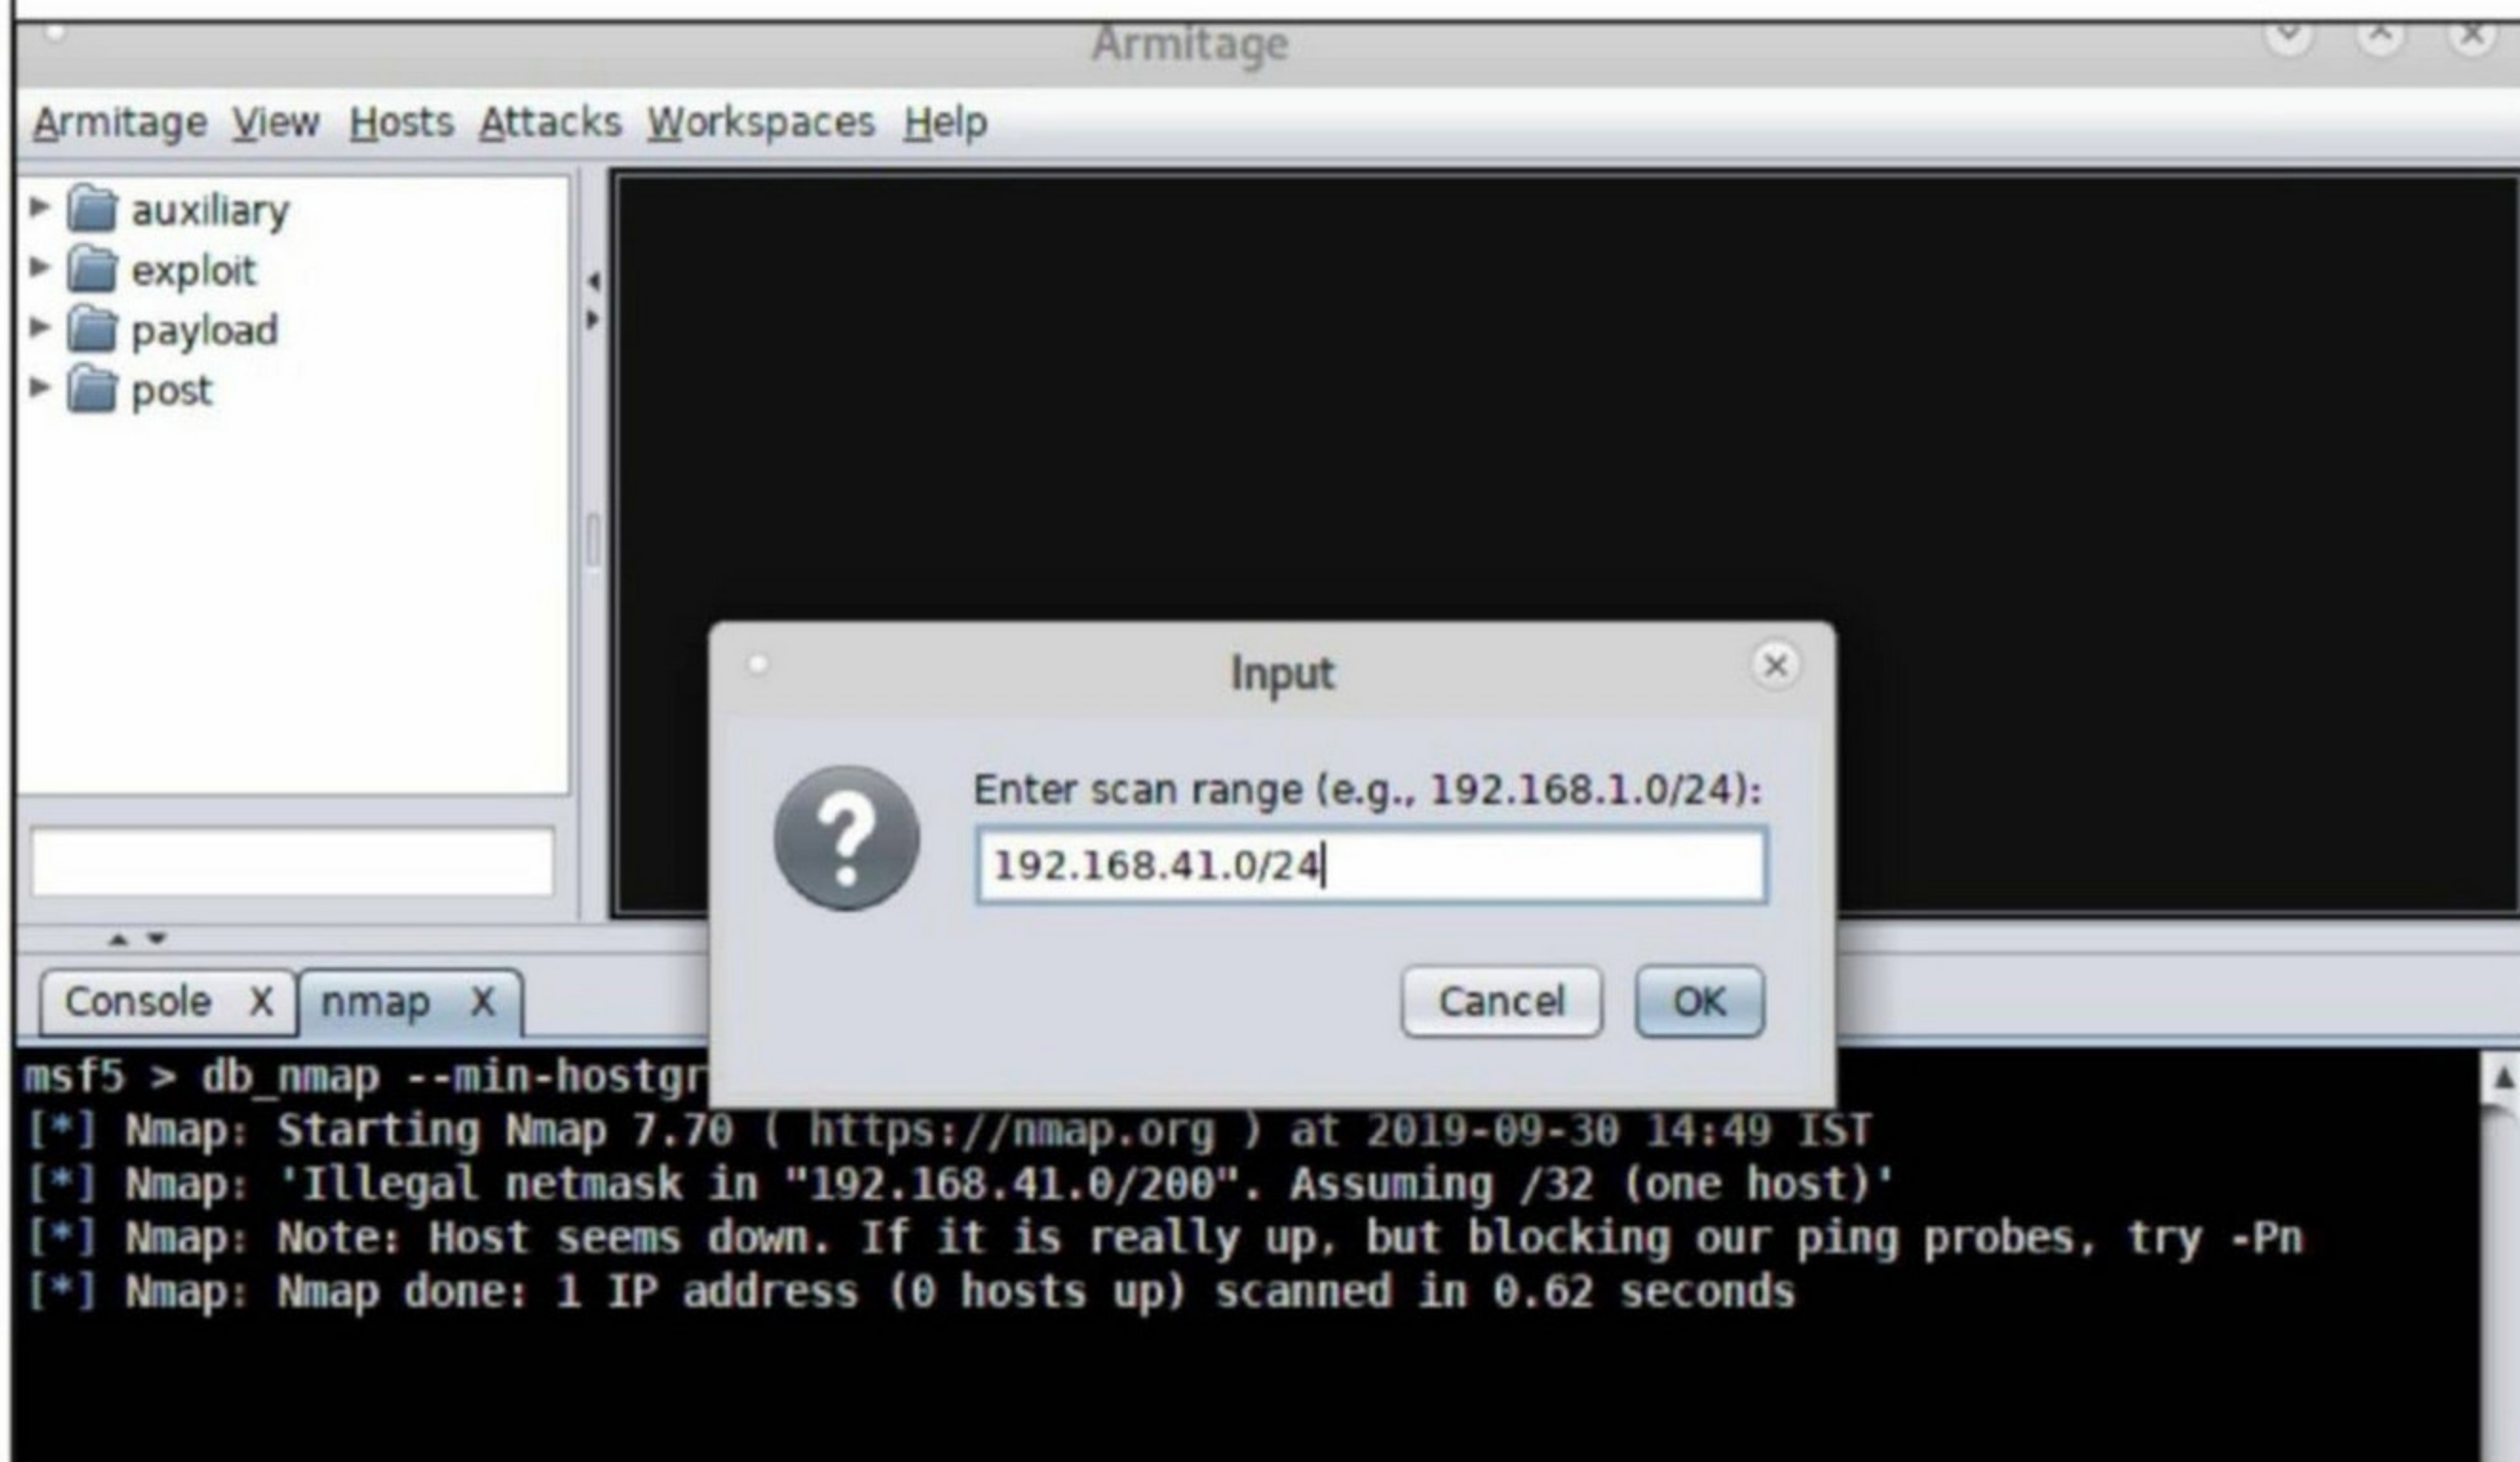 Armitage
Armitage View Hosts Attacks Workspaces Help
auxiliary
exploit
payload
post
Input
Enter scan range (e.g., 192.168.1.0/24):
192.168.41.0/24
Cancel OK
Console X nmap X
msf5 > db_nmap --min-hostgr
[*] Nmap: Starting Nmap 7.70 ( https://nmap.org ) at 2019-09-30 14:49 IST
[*] Nmap: 'Illegal netmask in "192.168.41.0/200". Assuming /32 (one host)'
[*] Nmap: Note: Host seems down. If it is really up, but blocking our ping probes, try -Pn
[*] Nmap: Nmap done: 1 IP address (0 hosts up) scanned in 0.62 seconds